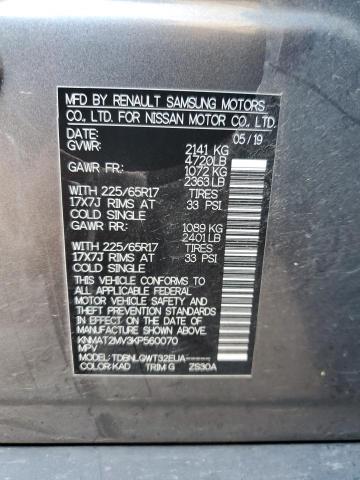 MFD BY RENAULT SAMSUNG MOTORS
CO., LTD. FOR NISSAN MOTOR CO., LTD.
DATE: 05/19
GVWR: 2141 KG
4720LB
GAWR FR: 1072 KG
2363LB
WITH 225/65R17 TIRES
17X7J RIMS AT 33 PSI
COLD SINGLE
GAWR RR: 1089 KG
2401LB
WITH 225/65R17 TIRES
17X7J RIMS AT 33 PSI
COLD SINGLE
THIS VEHICLE CONFORMS TO ALL
APPLICABLE FEDERAL
MOTOR VEHICLE SAFETY AND
THEFT PREVENTION STANDARDS
IN EFFECT ON THE DATE OF
MANUFACTURE SHOWN ABOVE.
KNMAT2MV3KP560070
MPV
MODEL: TDBNLGWT32EUA-----
COLOR:KAD TRIM G ZS30A